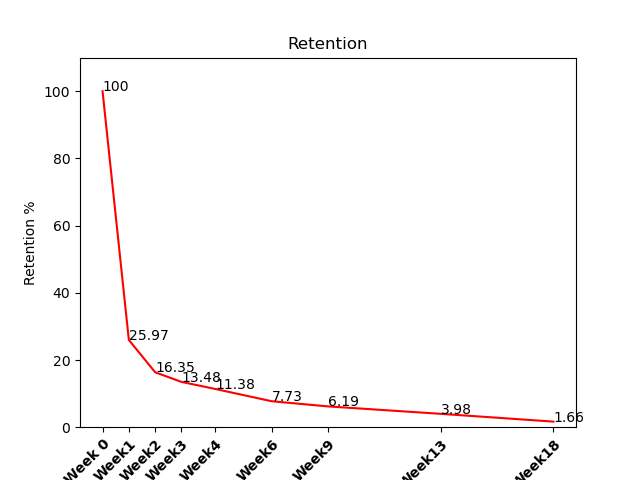 Retention
Retention %
100
80
60
40
20
0
100
25.97
16.35
13.48
11.38
7.73
6.19
3.98
1.66
Week 0
Week1
Week2
Week3
Week4
Week6
Week9
Week13
Week18